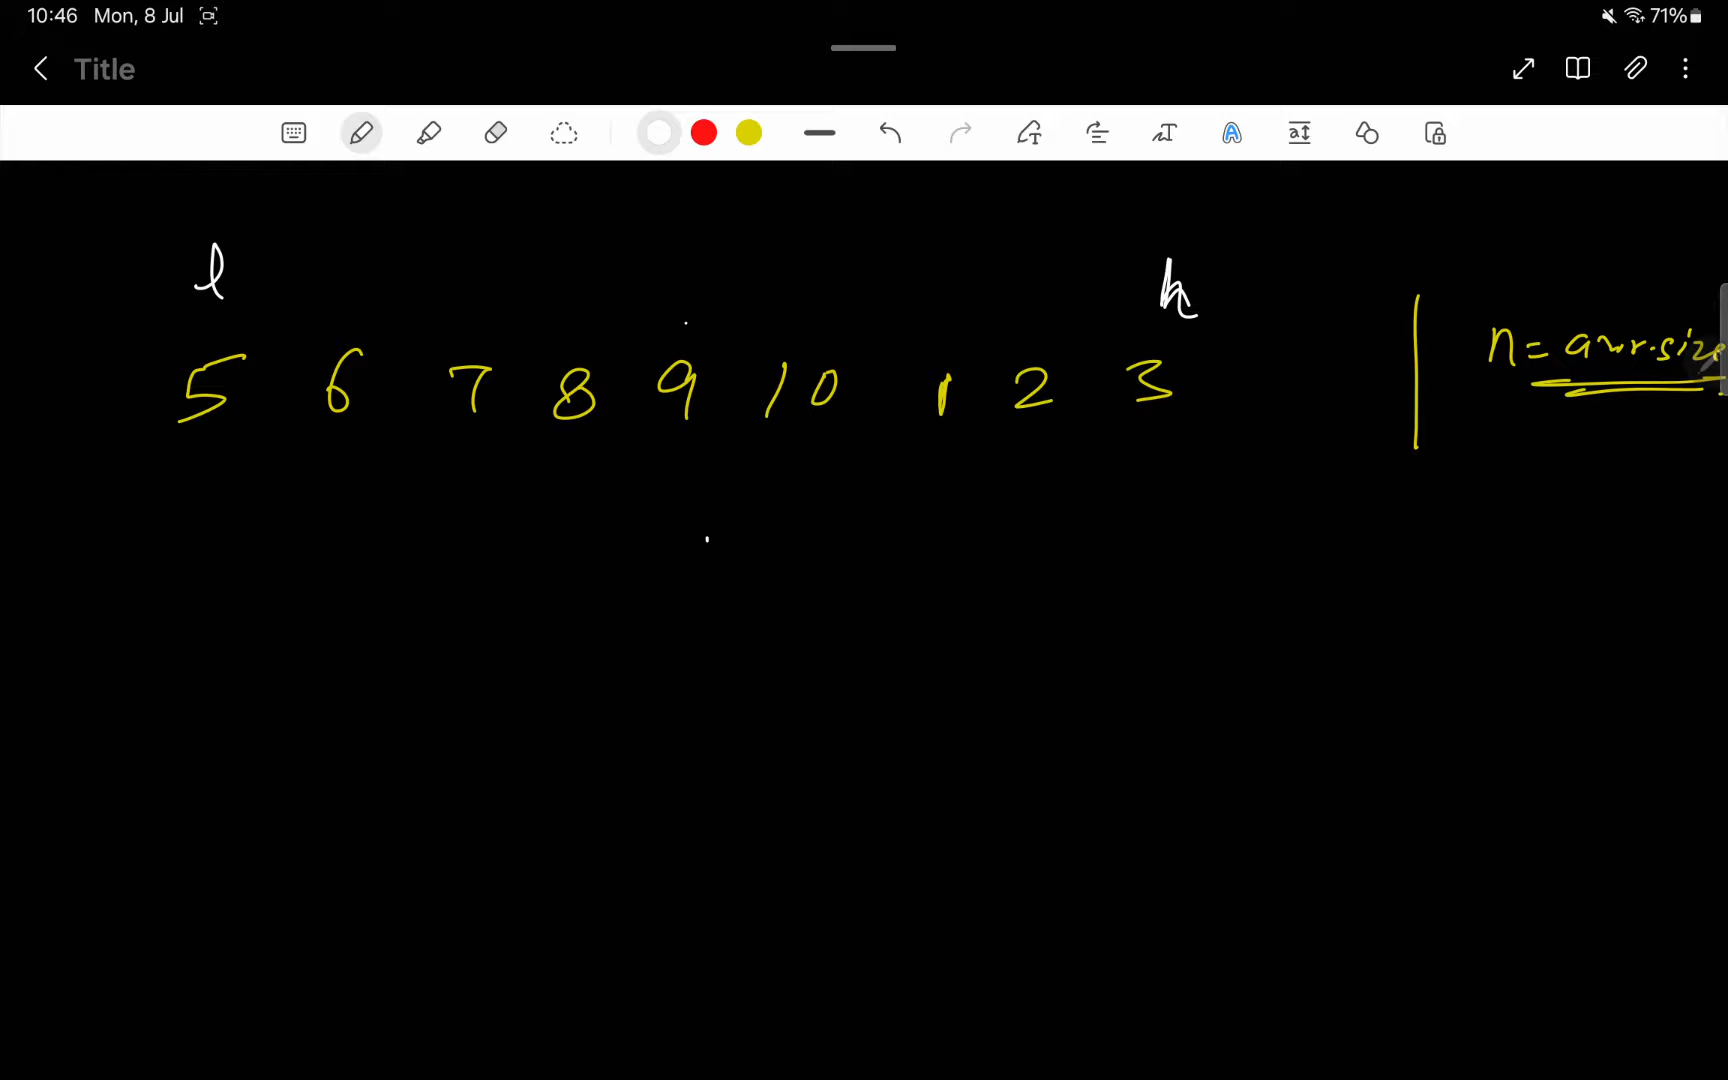 10:46 Mon, 8 Jul 71%
Title
l h
5 6 7 8 9 10 1 2 3
n = arr.size